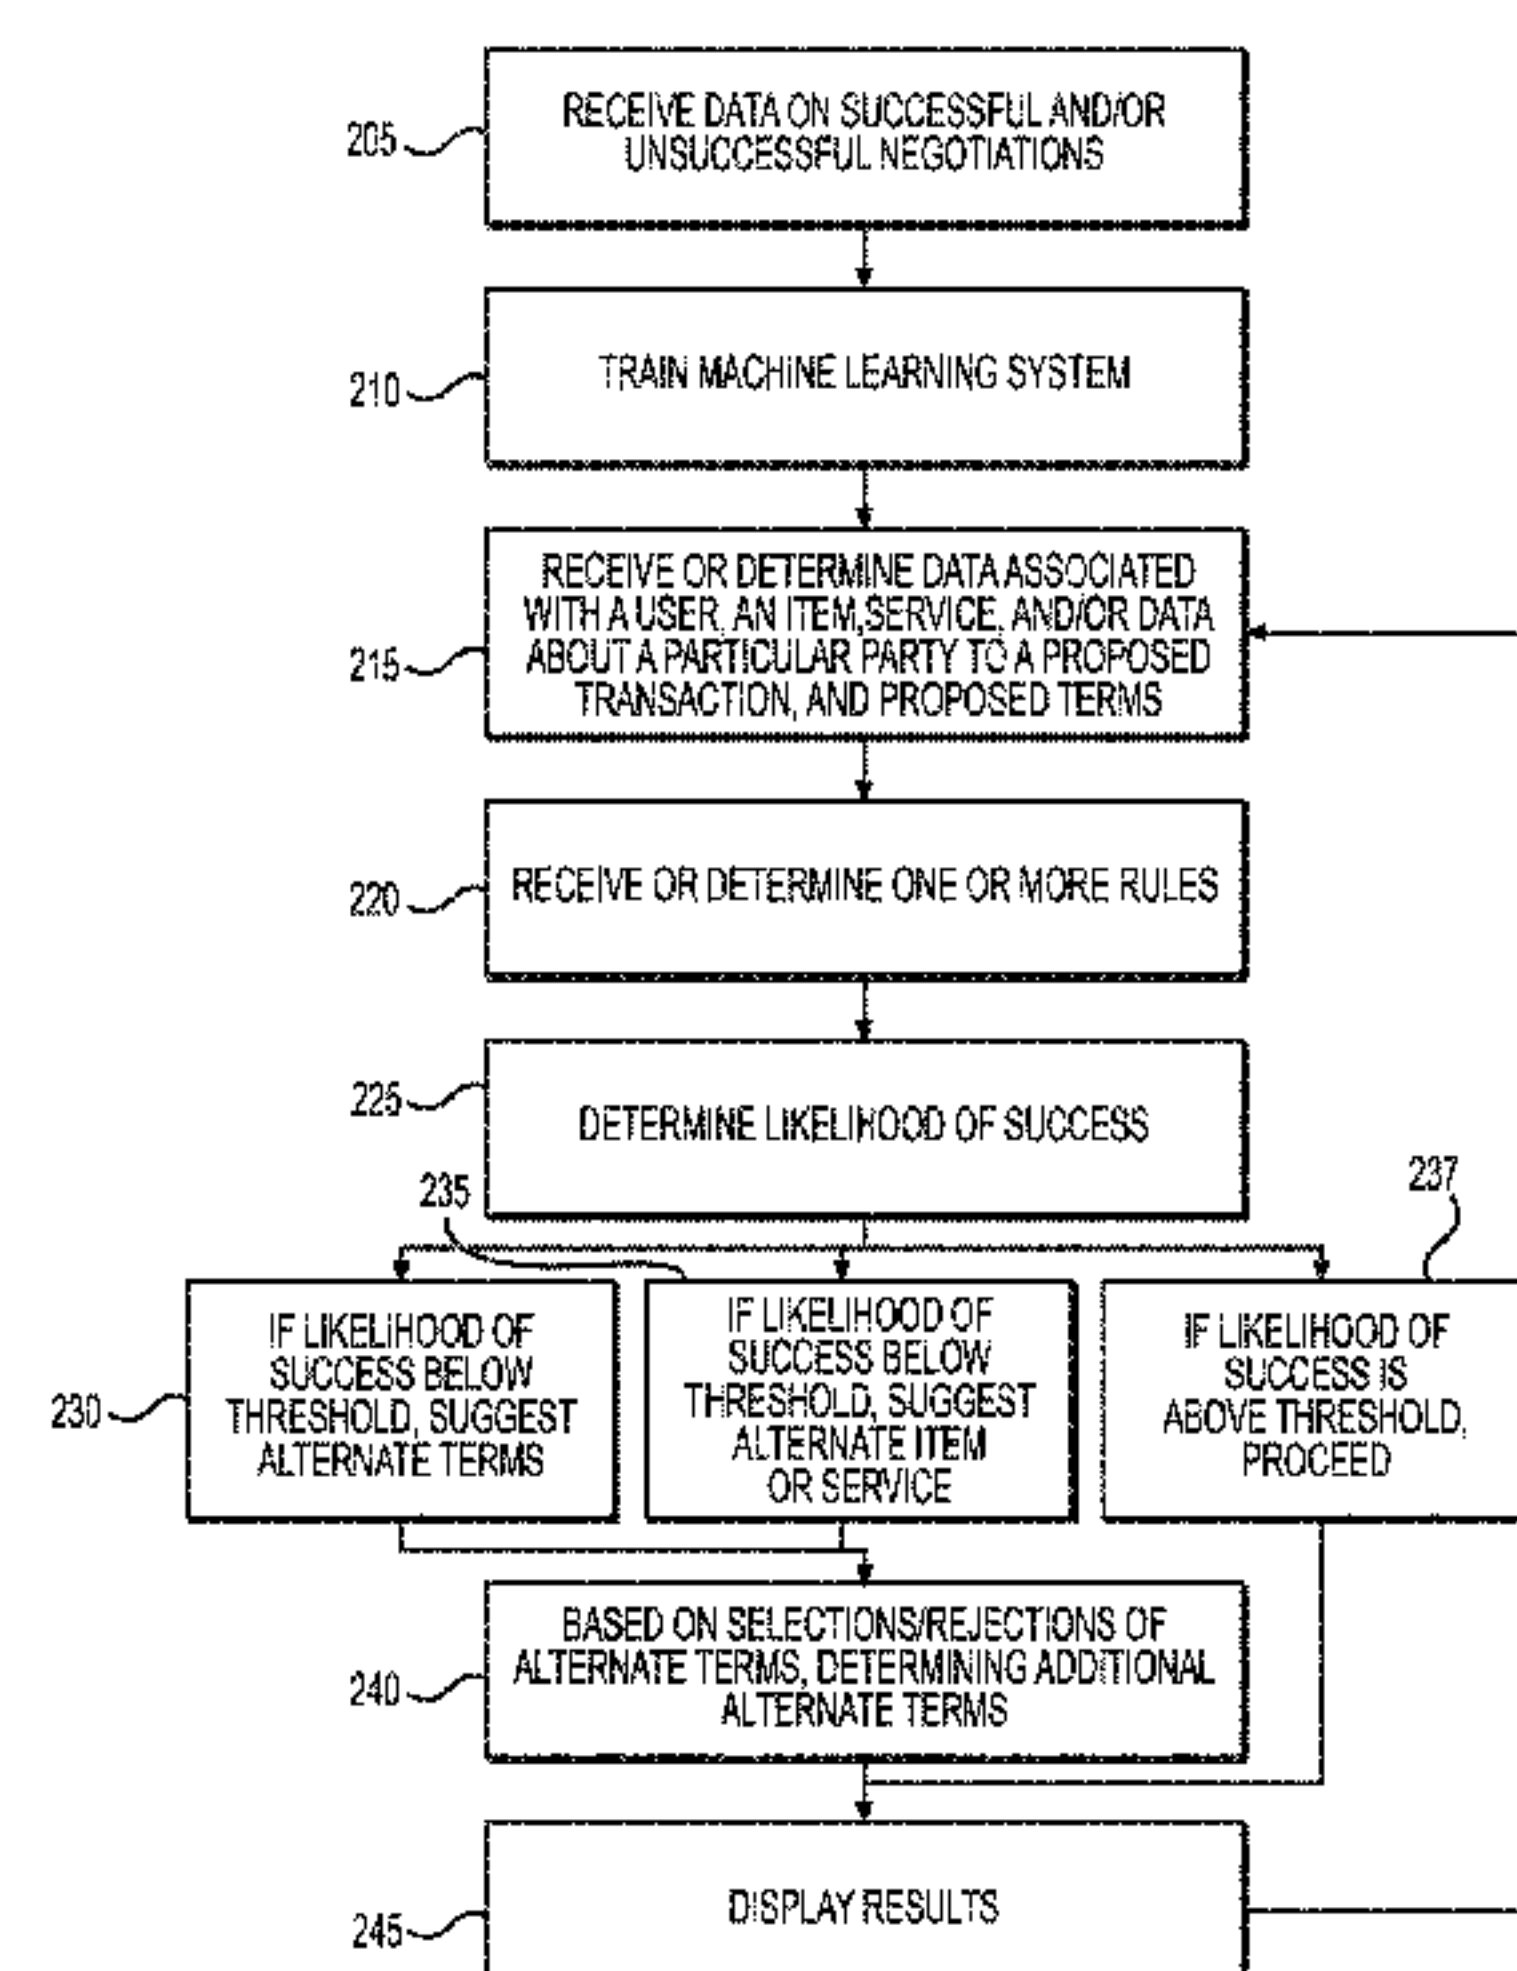 205
RECEIVE DATA ON SUCCESSFUL AND/OR
UNSUCCESSFUL NEGOTIATIONS
210
TRAIN MACHINE LEARNING SYSTEM
215
RECEIVE OR DETERMINE DATA ASSOCIATED
WITH A USER, AN ITEM, SERVICE, AND/OR DATA
ABOUT A PARTICULAR PARTY TO A PROPOSED
TRANSACTION, AND PROPOSED TERMS
220
RECEIVE OR DETERMINE ONE OR MORE RULES
225
DETERMINE LIKELIHOOD OF SUCCESS
230
IF LIKELIHOOD OF
SUCCESS BELOW
THRESHOLD, SUGGEST
ALTERNATE TERMS
235
IF LIKELIHOOD OF
SUCCESS BELOW
THRESHOLD, SUGGEST
ALTERNATE ITEM
OR SERVICE
237
IF LIKELIHOOD OF
SUCCESS IS
ABOVE THRESHOLD,
PROCEED
240
BASED ON SELECTIONS/REJECTIONS OF
ALTERNATE TERMS, DETERMINING ADDITIONAL
ALTERNATE TERMS
245
DISPLAY RESULTS